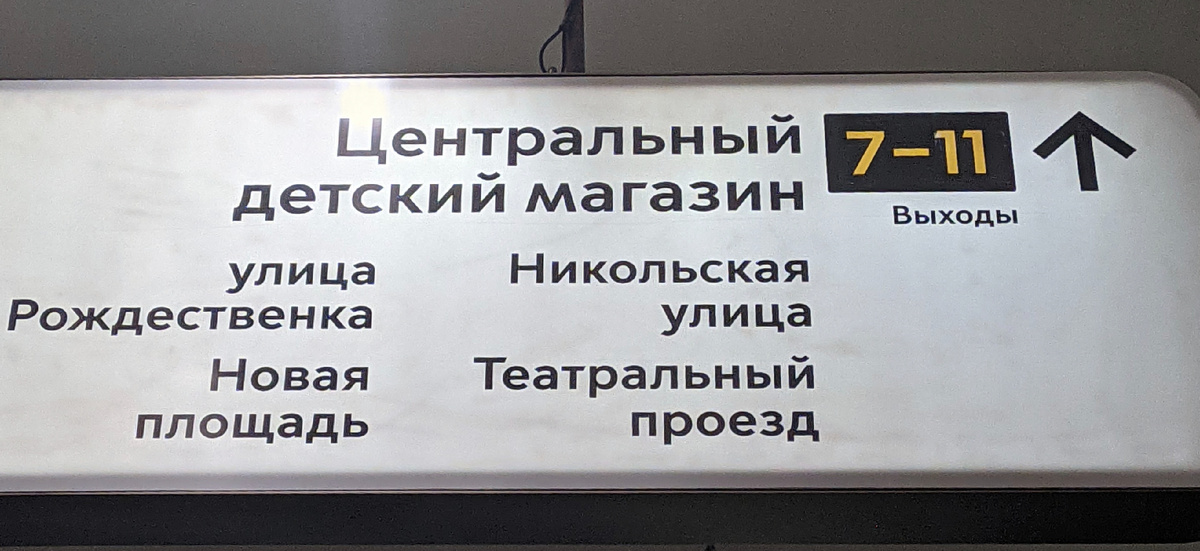 Центральный
детский магазин
7–11
Выходы
улица
Рождественка
Никольская
улица
Новая
площадь
Театральный
проезд